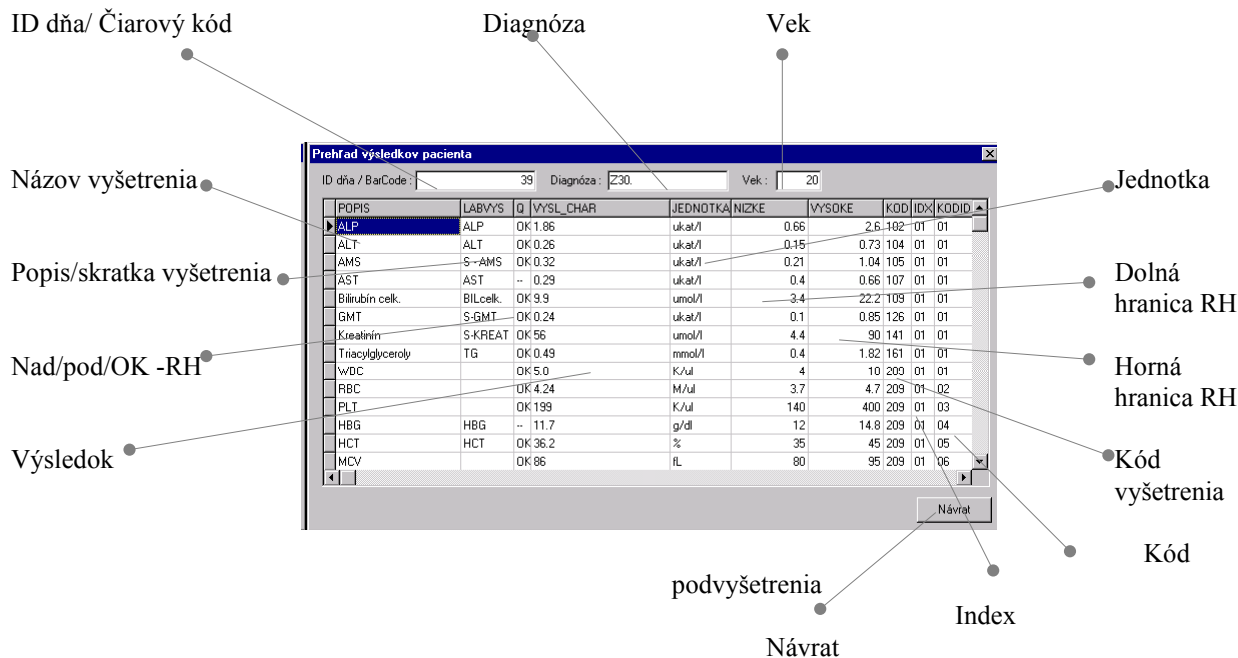 ID dňa/ Čiarový kód
Diagnóza
Vek
Názov vyšetrenia
Popis/skratka vyšetrenia
Nad/pod/OK -RH
Výsledok
Prehľad výsledkov pacienta
ID dňa / BarCode : 39 Diagnóza : Z30. Vek : 20
POPIS LABVYS Q VYSL_CHAR JEDNOTKA NIZKE VYSOKE KOD IDX KODID
ALP ALP OK 1.86 ukat/l 0.66 2.6 102 01 01
ALT ALT OK 0.26 ukat/l 0.15 0.73 104 01 01
AMS S - AMS OK 0.32 ukat/l 0.21 1.04 105 01 01
AST AST -- 0.29 ukat/l 0.4 0.66 107 01 01
Bilirubín celk. BILcelk. OK 9.9 umol/l 3.4 22.2 109 01 01
GMT S-GMT OK 0.24 ukat/l 0.1 0.85 126 01 01
Kreatinín S-KREAT OK 56 umol/l 4.4 90 141 01 01
Triacylglyceroly TG OK 0.49 mmol/l 0.4 1.82 161 01 01
WDC OK 5.0 K/ul 4 10 209 01 01
RBC OK 4.24 M/ul 3.7 4.7 209 01 02
PLT OK 199 K/ul 140 400 209 01 03
HBG HBG -- 11.7 g/dl 12 14.8 209 01 04
HCT HCT OK 36.2 % 35 45 209 01 05
MCV OK 86 fL 80 95 209 01 06
Návrat
Jednotka
Dolná
hranica RH
Horná
hranica RH
Kód
vyšetrenia
Kód
podvyšetrenia
Index
Návrat